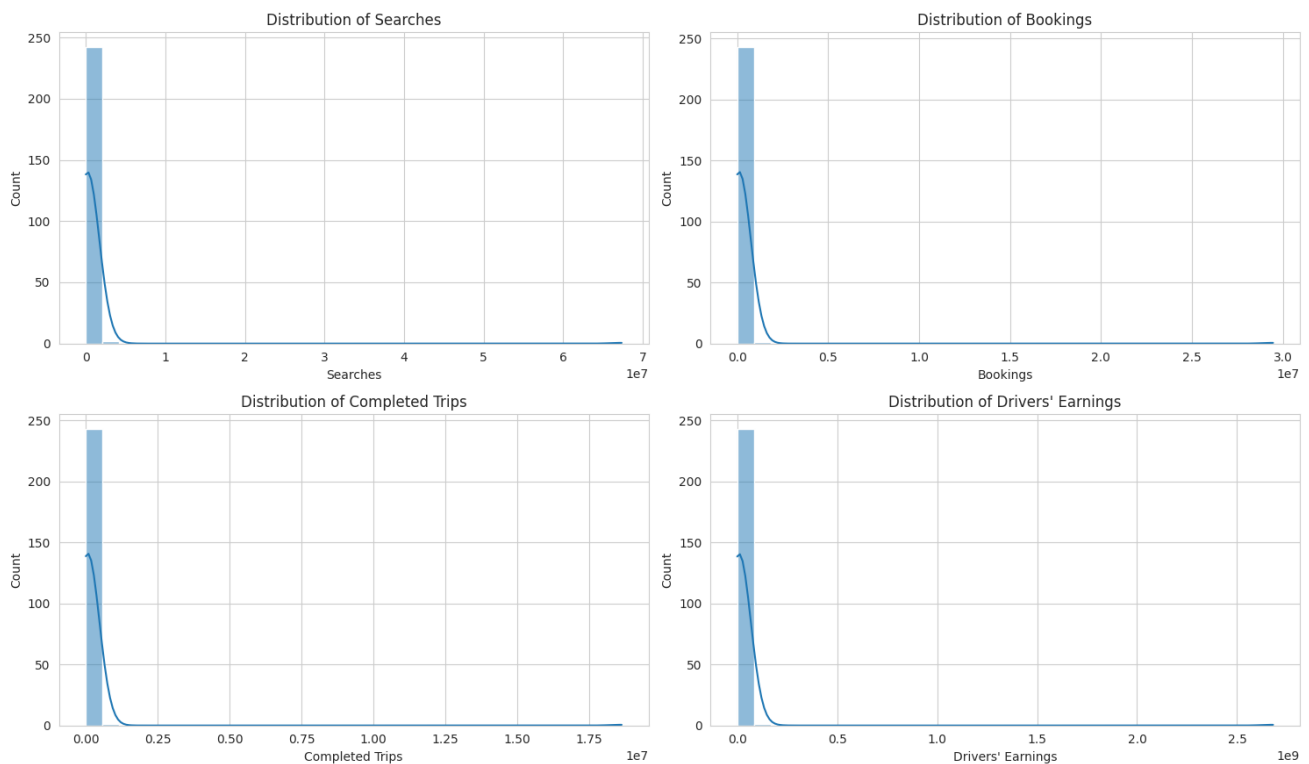 Distribution of Searches
250
200
150
100
50
0
Count
0 1 2 3 4 5 6 7
1e7
Searches
Distribution of Bookings
250
200
150
100
50
0
Count
0.0 0.5 1.0 1.5 2.0 2.5 3.0
1e7
Bookings
Distribution of Completed Trips
250
200
150
100
50
0
Count
0.00 0.25 0.50 0.75 1.00 1.25 1.50 1.75
1e7
Completed Trips
Distribution of Drivers' Earnings
250
200
150
100
50
0
Count
0.0 0.5 1.0 1.5 2.0 2.5
1e9
Drivers' Earnings